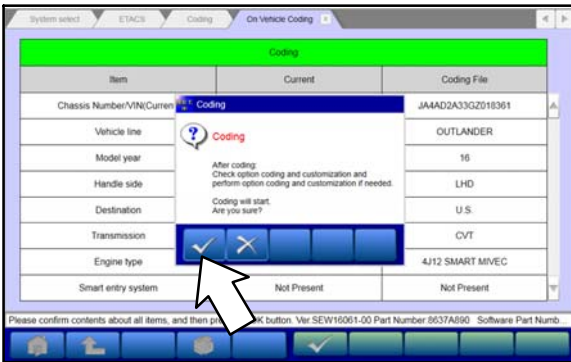 System select ETACS Coding On Vehicle Coding
Coding
Item Current Coding File
Chassis Number/VIN(Curren JA4AD2A33GZ018361
Coding
Vehicle line OUTLANDER
Coding
Model year 16
After coding:
Check option coding and customization and
perform option coding and customization if needed.
Handle side LHD
Coding will start.
Are you sure?
Destination U.S.
Transmission CVT
Engine type 4J12 SMART MIVEC
Smart entry system Not Present Not Present
Please confirm contents about all items, and then pre K button. Ver.SEW16061-00 Part Number:8637A890 Software Part Numb